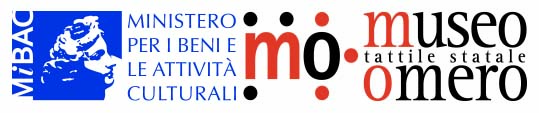 MiBAC
MINISTERO
PER I BENI E
LE ATTIVITÀ
CULTURALI
mo
museo
tattile statale
omero